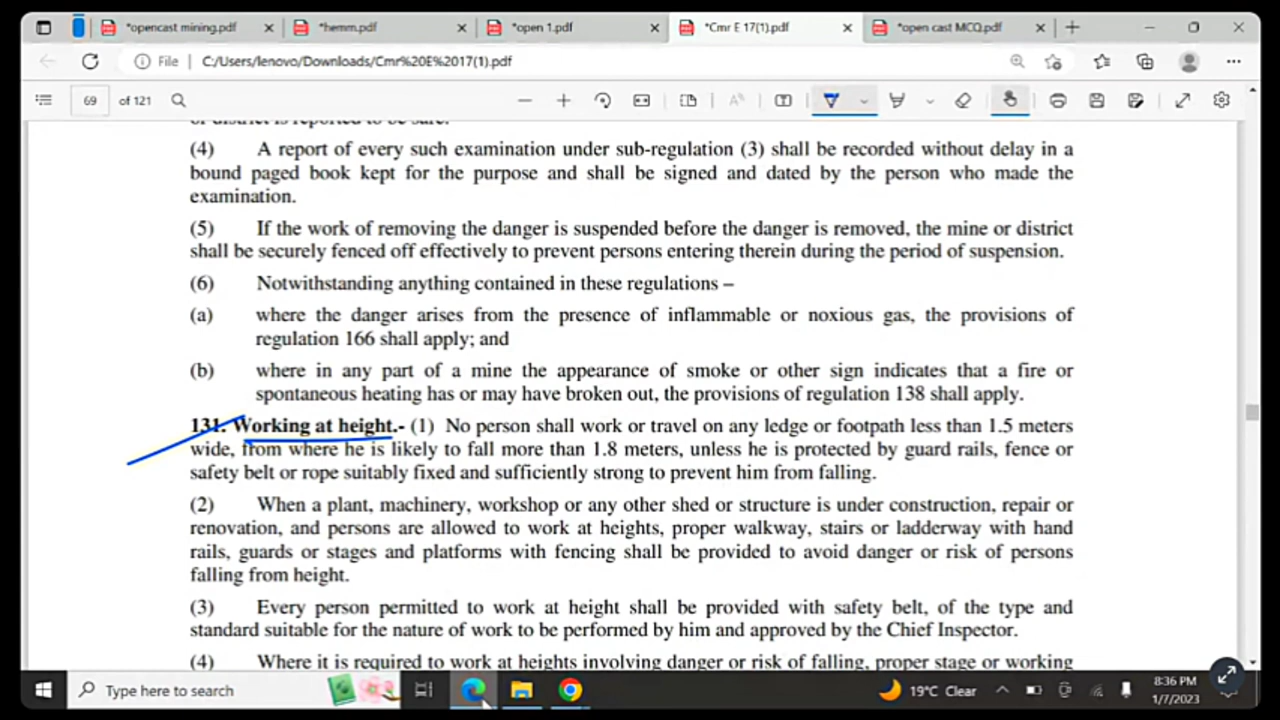 *opencast mining.pdf
*hemm.pdf
*open 1.pdf
*Cmr E 17(1).pdf
*open cast MCQ.pdf
File
C:/Users/lenovo/Downloads/Cmr%20E%2017(1).pdf
69 of 121
of district is reported to be safe.
(4) A report of every such examination under sub-regulation (3) shall be recorded without delay in a
bound paged book kept for the purpose and shall be signed and dated by the person who made the
examination.
(5) If the work of removing the danger is suspended before the danger is removed, the mine or district
shall be securely fenced off effectively to prevent persons entering therein during the period of suspension.
(6) Notwithstanding anything contained in these regulations –
(a) where the danger arises from the presence of inflammable or noxious gas, the provisions of
regulation 166 shall apply; and
(b) where in any part of a mine the appearance of smoke or other sign indicates that a fire or
spontaneous heating has or may have broken out, the provisions of regulation 138 shall apply.
131. Working at height.- (1) No person shall work or travel on any ledge or footpath less than 1.5 meters
wide, from where he is likely to fall more than 1.8 meters, unless he is protected by guard rails, fence or
safety belt or rope suitably fixed and sufficiently strong to prevent him from falling.
(2) When a plant, machinery, workshop or any other shed or structure is under construction, repair or
renovation, and persons are allowed to work at heights, proper walkway, stairs or ladderway with hand
rails, guards or stages and platforms with fencing shall be provided to avoid danger or risk of persons
falling from height.
(3) Every person permitted to work at height shall be provided with safety belt, of the type and
standard suitable for the nature of work to be performed by him and approved by the Chief Inspector.
(4) Where it is required to work at heights involving danger or risk of falling, proper stage or working
Type here to search
19°C Clear
8:36 PM
1/7/2023